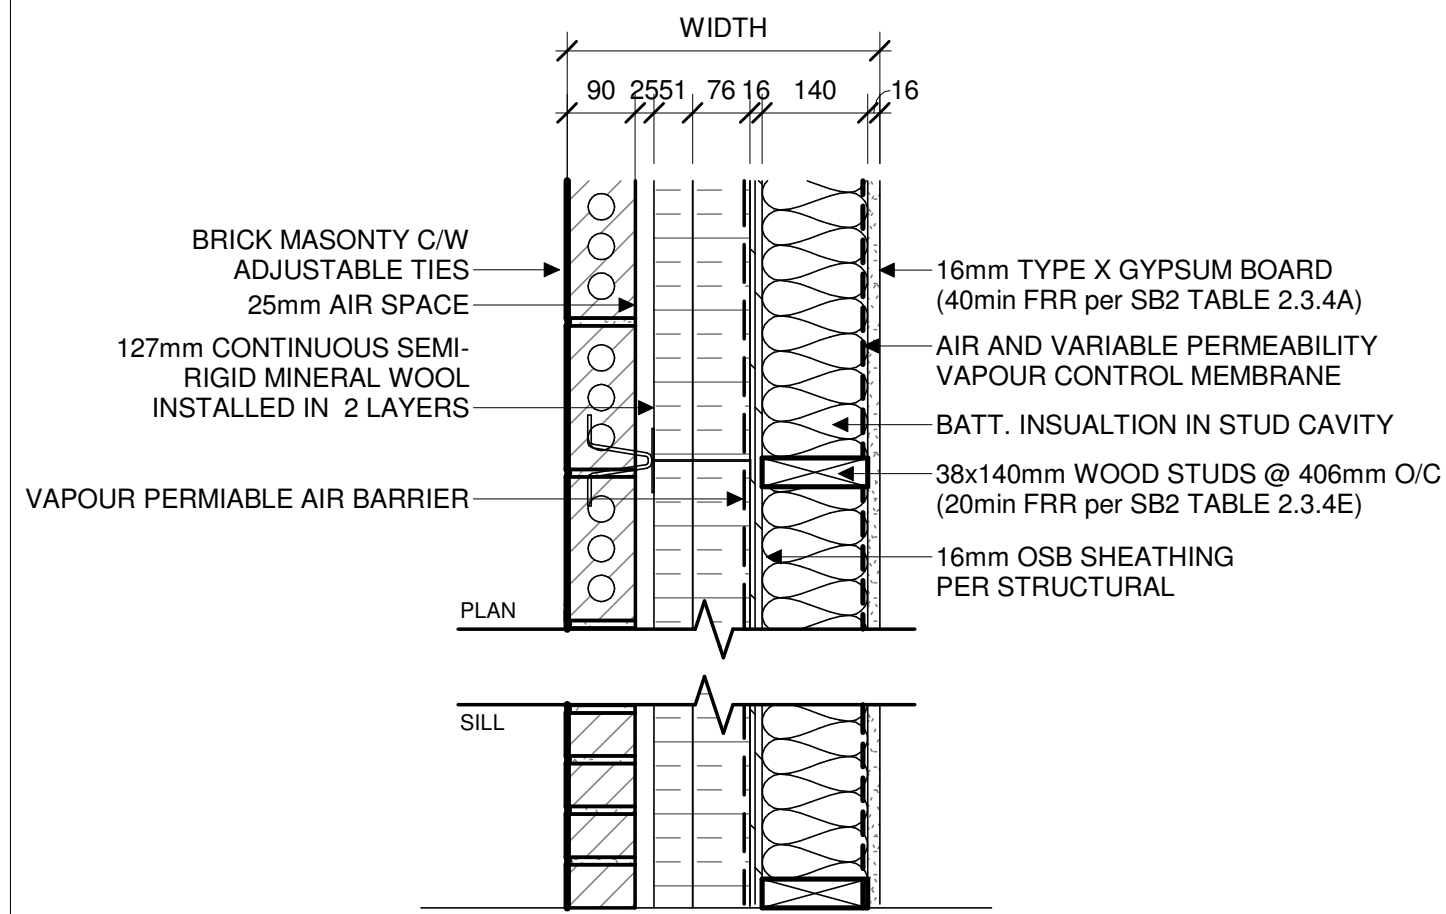 WIDTH
90 25 51 76 16 140 16
BRICK MASONTY C/W
ADJUSTABLE TIES
25mm AIR SPACE
127mm CONTINUOUS SEMI-
RIGID MINERAL WOOL
INSTALLED IN 2 LAYERS
VAPOUR PERMIABLE AIR BARRIER
16mm TYPE X GYPSUM BOARD
(40min FRR per SB2 TABLE 2.3.4A)
AIR AND VARIABLE PERMEABILITY
VAPOUR CONTROL MEMBRANE
BATT. INSUALTION IN STUD CAVITY
38x140mm WOOD STUDS @ 406mm O/C
(20min FRR per SB2 TABLE 2.3.4E)
16mm OSB SHEATHING
PER STRUCTURAL
PLAN
SILL